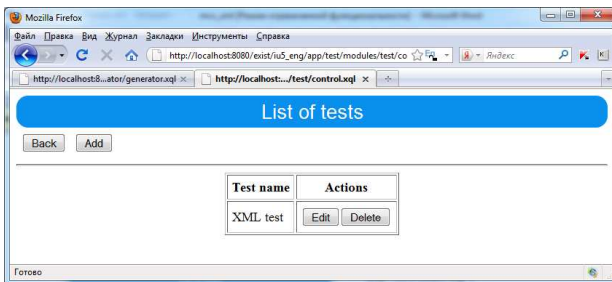 Mozilla Firefox
Файл Правка Вид Журнал Закладки Инструменты Справка
http://localhost:8080/exist/iu5_eng/app/test/modules/test/co
Яндекс
http://localhost:8...ator/generator.xql
http://localhost:.../test/control.xql
List of tests
Back Add
Test name Actions
XML test Edit Delete
Готово